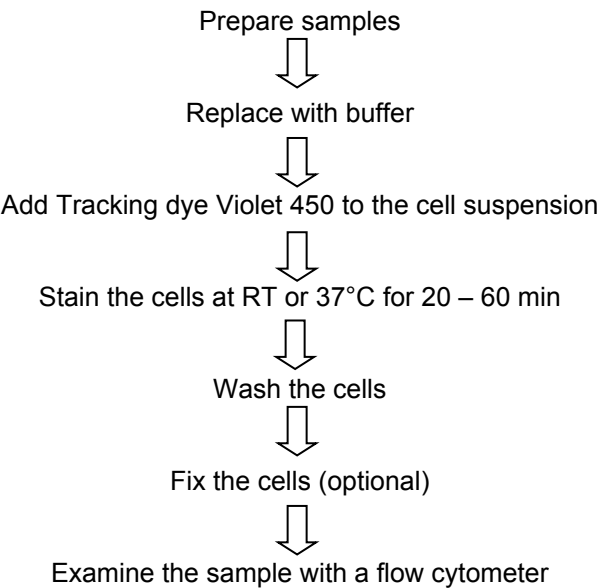 Prepare samples
Replace with buffer
Add Tracking dye Violet 450 to the cell suspension
Stain the cells at RT or 37°C for 20 – 60 min
Wash the cells
Fix the cells (optional)
Examine the sample with a flow cytometer